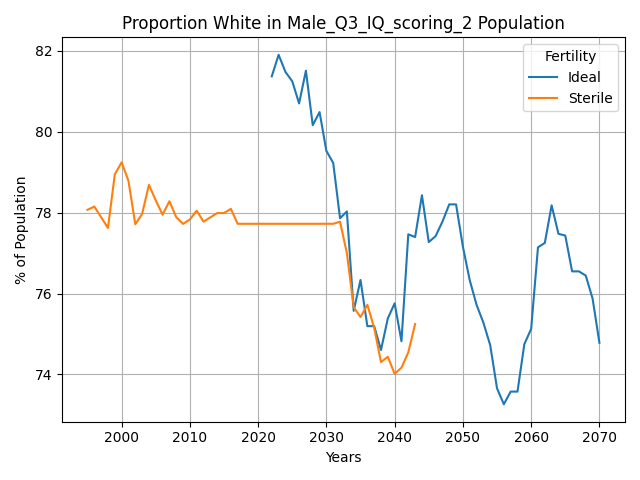 Proportion White in Male_Q3_IQ_scoring_2 Population
Fertility
Ideal
Sterile
% of Population
82
80
78
76
74
2000
2010
2020
2030
2040
2050
2060
2070
Years